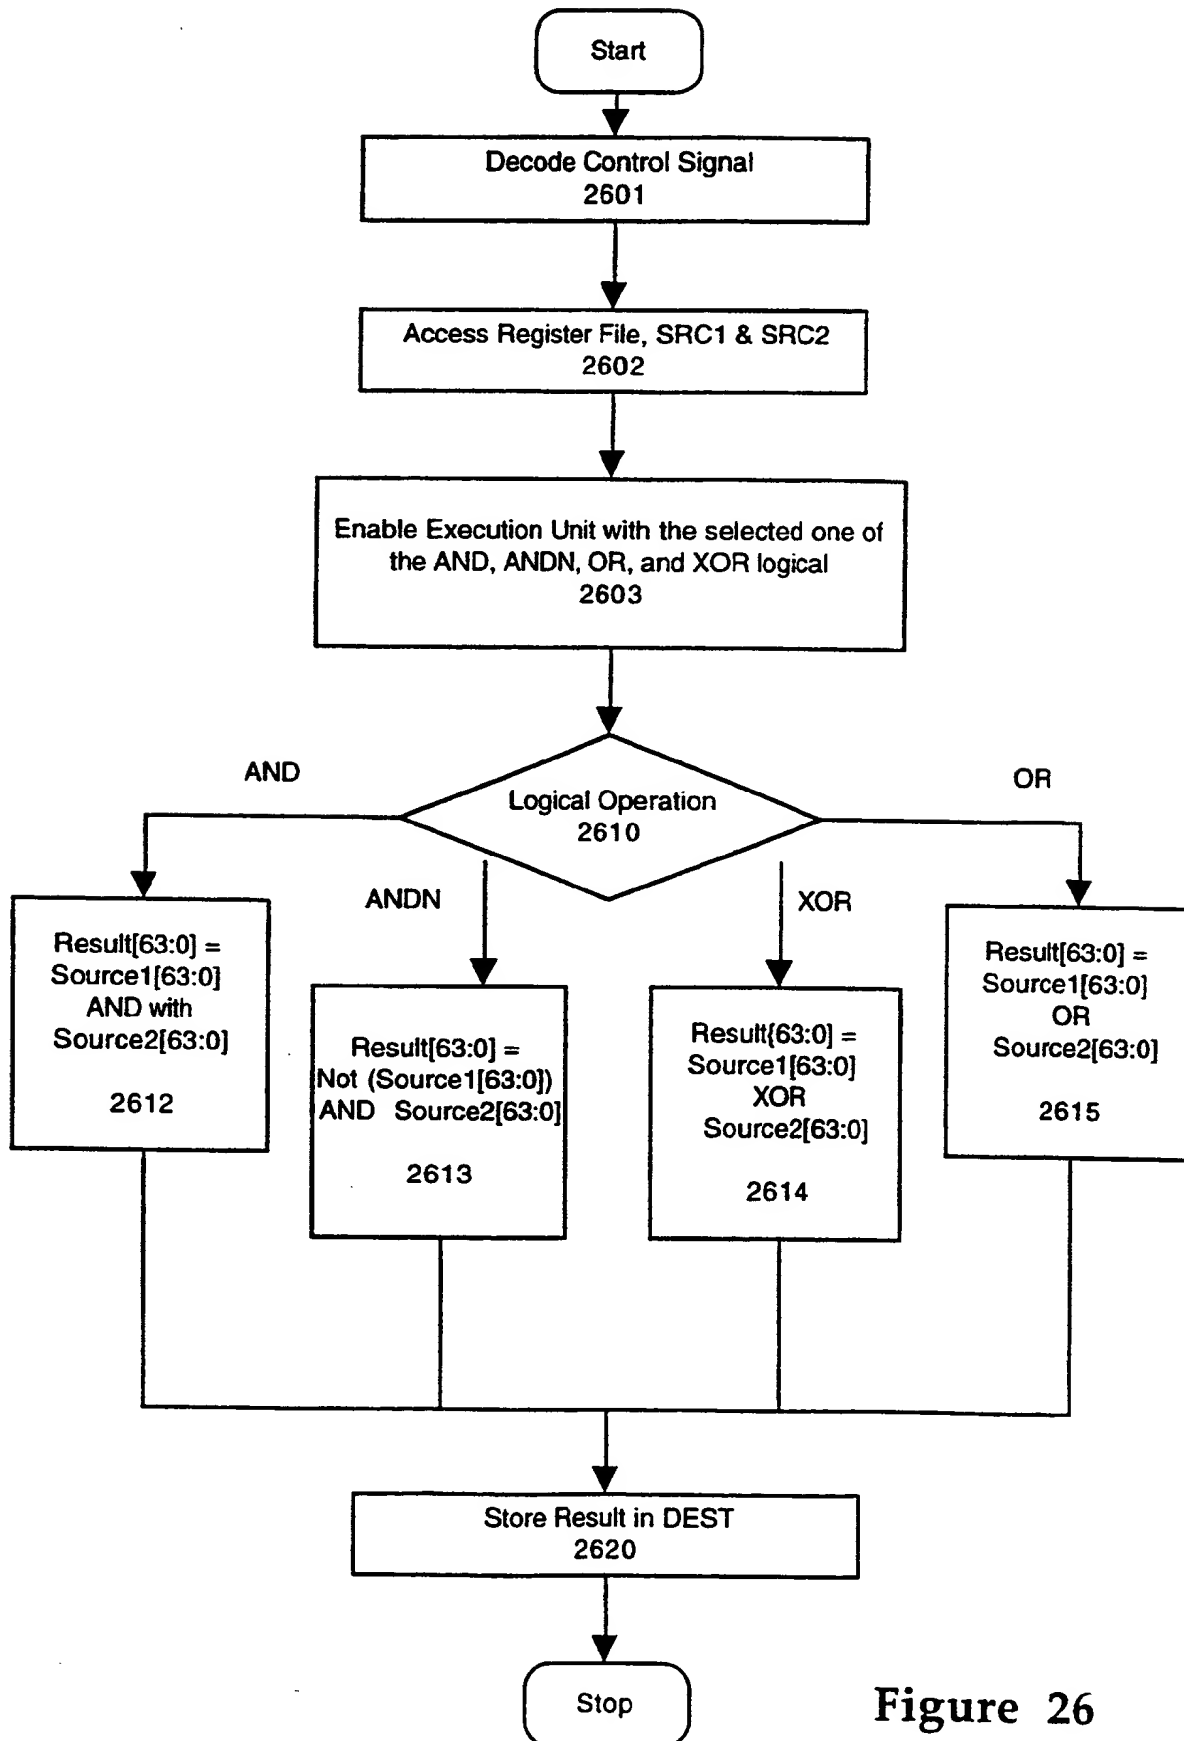 Start
Decode Control Signal
2601
Access Register File, SRC1 & SRC2
2602
Enable Execution Unit with the selected one of
the AND, ANDN, OR, and XOR logical
2603
Logical Operation
2610
AND
ANDN
XOR
OR
Result[63:0] =
Source1[63:0]
AND with
Source2[63:0]
2612
Result[63:0] =
Not (Source1[63:0])
AND Source2[63:0]
2613
Result{63:0] =
Source1[63:0]
XOR
Source2[63:0]
2614
Result[63:0] =
Source1[63:0]
OR
Source2[63:0]
2615
Store Result in DEST
2620
Stop
Figure 26